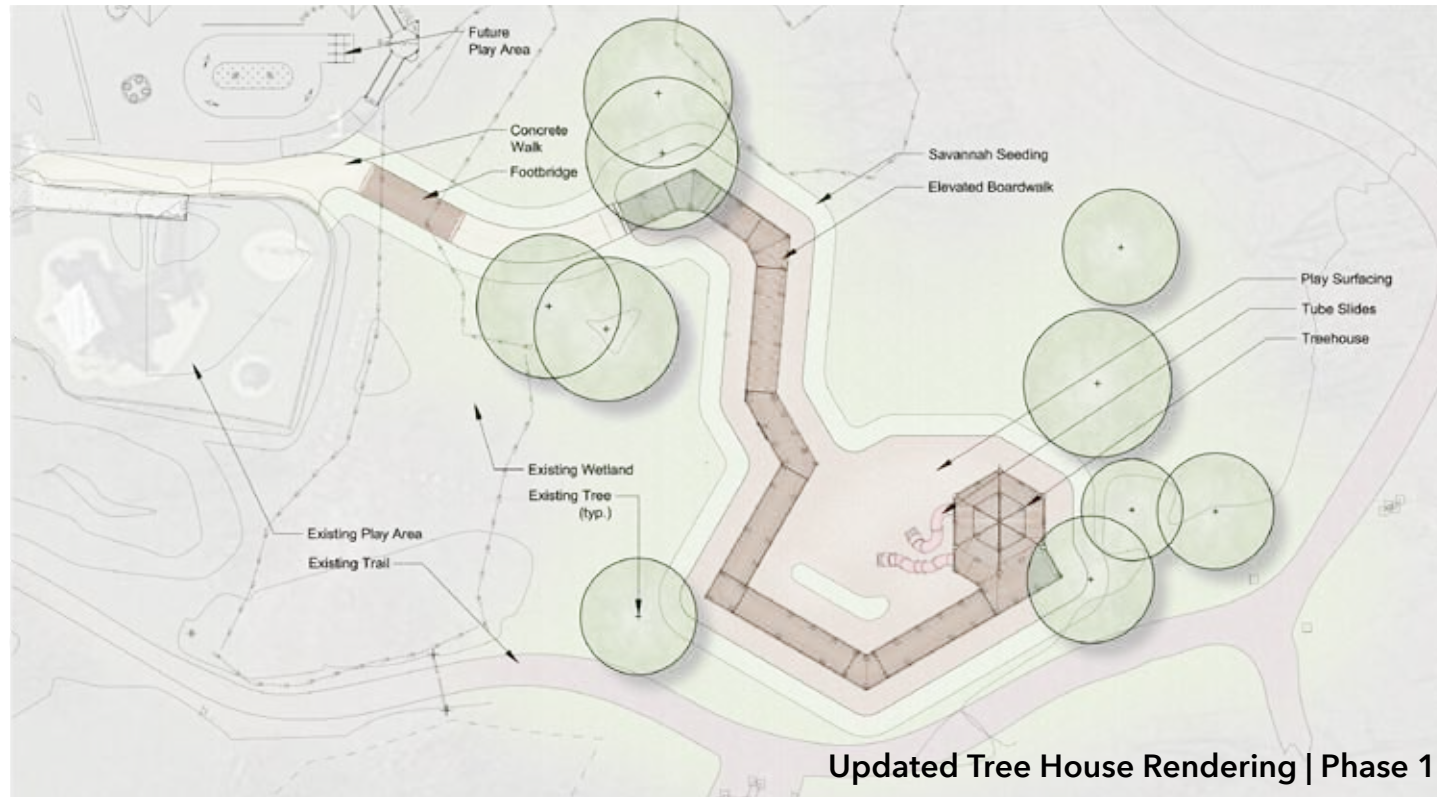 Future
Play Area
Concrete
Walk
Footbridge
Savannah Seeding
Elevated Boardwalk
Play Surfacing
Tube Slides
Treehouse
Existing Wetland
Existing Tree
(typ.)
Existing Play Area
Existing Trail
Updated Tree House Rendering | Phase 1